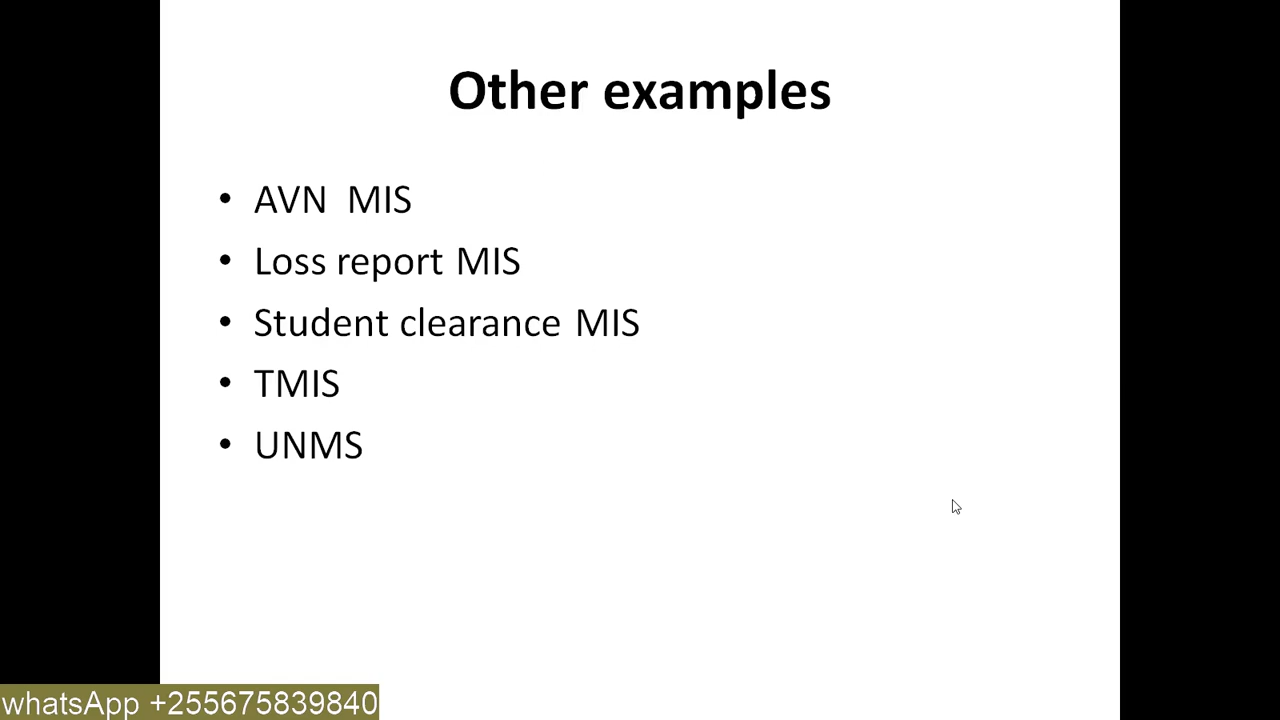 Other examples
• AVN MIS
• Loss report MIS
• Student clearance MIS
• TMIS
• UNMS
whatsApp +255675839840